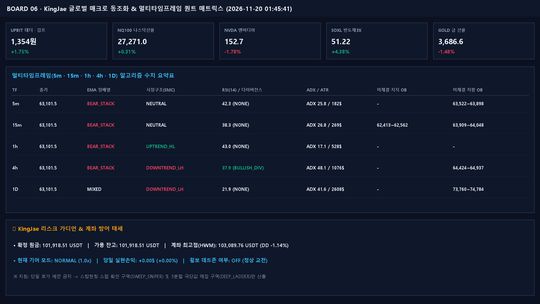 BOARD 06 · KingJae 글로벌 매크로 동조화 & 멀티타임프레임 퀀트 매트릭스 (2026-11-20 01:45:41)
UPBIT 테더 · 김프
1,354원
+1.75%
NQ100 나스닥선물
27,271.0
+0.31%
NVDA 엔비디아
152.7
-1.78%
SOXL 반도체3X
51.22
+4.38%
GOLD 금 선물
3,686.6
-1.48%
멀티타임프레임(5m · 15m · 1h · 4h · 1D) 알고리즘 수치 요약표
TF 종가 EMA 정배열 시장구조(SMC) RSI(14) / 다이버전스 ADX / ATR 미체결 지지 OB 미체결 저항 OB
5m 63,101.5 BEAR_STACK NEUTRAL 42.3 (NONE) ADX 25.8 / 182$ - 63,522~63,898
15m 63,101.5 BEAR_STACK NEUTRAL 38.3 (NONE) ADX 26.8 / 269$ 62,413~62,562 63,909~64,048
1h 63,101.5 BEAR_STACK UPTREND_HL 43.0 (NONE) ADX 17.1 / 528$ - -
4h 63,101.5 BEAR_STACK DOWNTREND_LH 37.9 (BULLISH_DIV) ADX 48.1 / 1076$ - 64,424~64,937
1D 63,101.5 MIXED DOWNTREND_LH 21.9 (NONE) ADX 41.6 / 2608$ - 73,760~74,784
KingJae 리스크 가디언 & 계좌 방어 태세
• 확정 원금: 101,918.51 USDT | 가용 잔고: 101,918.51 USDT | 계좌 최고점(HWM): 103,089.76 USDT (DD -1.14%)
• 현재 기어 모드: NORMAL (1.0x) | 당일 실현손익: +0.00$ (+0.00%) | 킬존 데드존 여부: OFF (정상 교전)